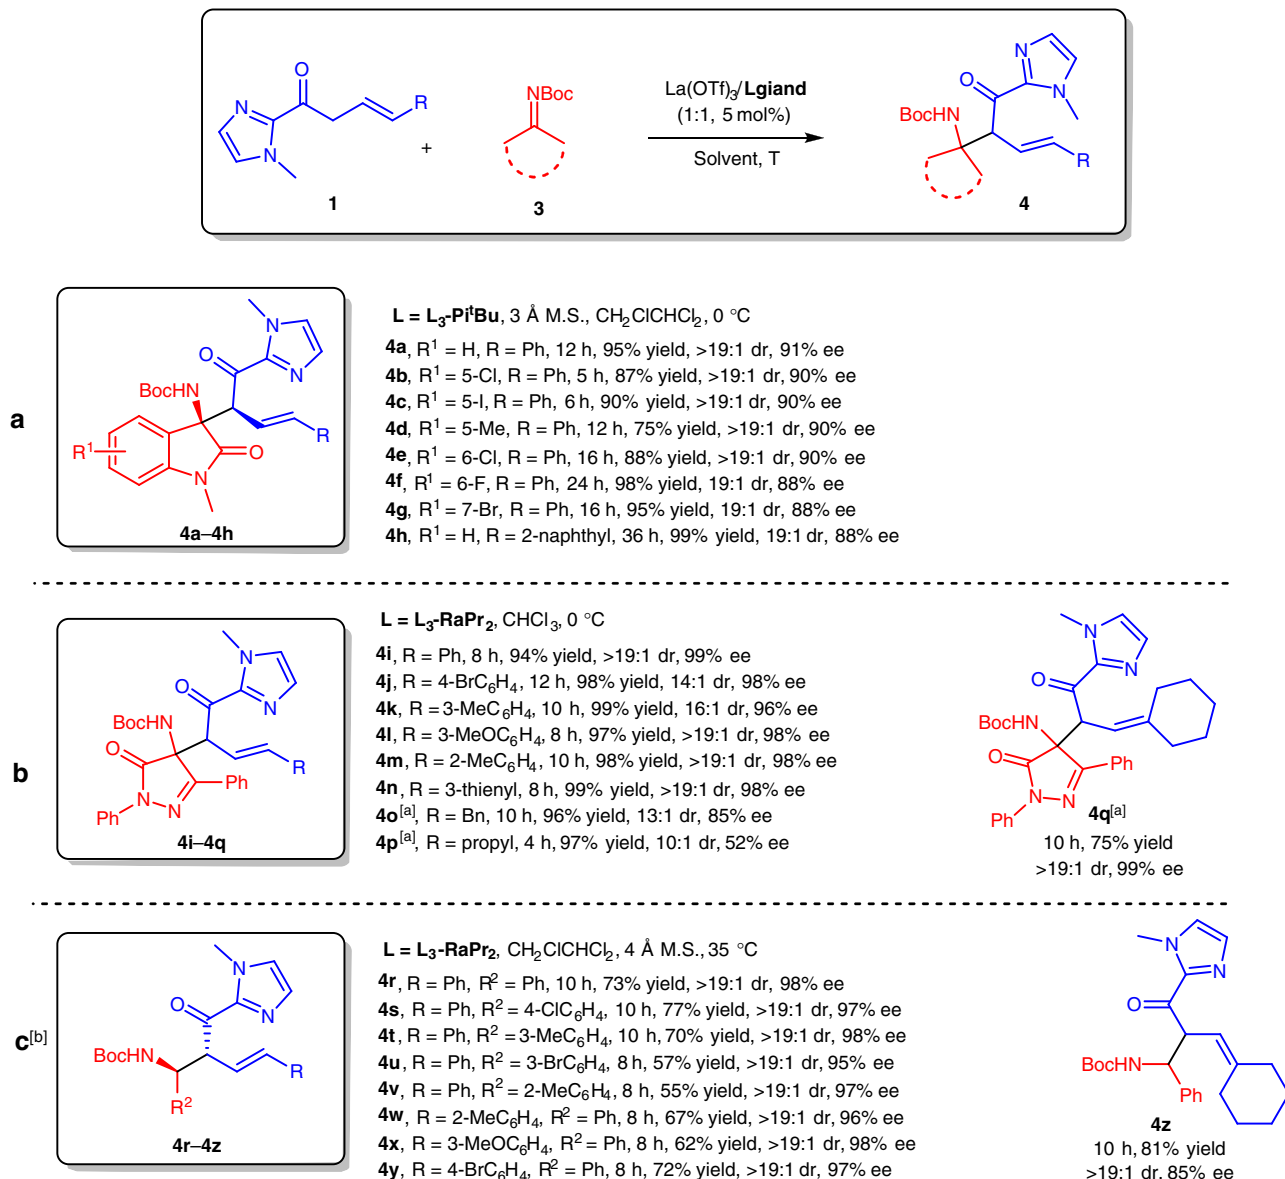 O
N
N
R
1
+
NBoc
3
La(OTf)3/Lgiand
(1:1, 5 mol%)
Solvent, T
N
O
N
BocHN
R
4
a
N
O
N
BocHN
R
R1
O
N
4a–4h
L = L3-PitBu, 3 Å M.S., CH2ClCHCl2, 0 °C
4a, R1 = H, R = Ph, 12 h, 95% yield, >19:1 dr, 91% ee
4b, R1 = 5-Cl, R = Ph, 5 h, 87% yield, >19:1 dr, 90% ee
4c, R1 = 5-I, R = Ph, 6 h, 90% yield, >19:1 dr, 90% ee
4d, R1 = 5-Me, R = Ph, 12 h, 75% yield, >19:1 dr, 90% ee
4e, R1 = 6-Cl, R = Ph, 16 h, 88% yield, >19:1 dr, 90% ee
4f, R1 = 6-F, R = Ph, 24 h, 98% yield, 19:1 dr, 88% ee
4g, R1 = 7-Br, R = Ph, 16 h, 95% yield, 19:1 dr, 88% ee
4h, R1 = H, R = 2-naphthyl, 36 h, 99% yield, 19:1 dr, 88% ee
b
N
O
N
BocHN
O
R
Ph
N
N
Ph
4i–4q
L = L3-RaPr2, CHCl3, 0 °C
4i, R = Ph, 8 h, 94% yield, >19:1 dr, 99% ee
4j, R = 4-BrC6H4, 12 h, 98% yield, 14:1 dr, 98% ee
4k, R = 3-MeC6H4, 10 h, 99% yield, 16:1 dr, 96% ee
4l, R = 3-MeOC6H4, 8 h, 97% yield, >19:1 dr, 98% ee
4m, R = 2-MeC6H4, 10 h, 98% yield, >19:1 dr, 98% ee
4n, R = 3-thienyl, 8 h, 99% yield, >19:1 dr, 98% ee
4o[a], R = Bn, 10 h, 96% yield, 13:1 dr, 85% ee
4p[a], R = propyl, 4 h, 97% yield, 10:1 dr, 52% ee
N
N
O
BocHN
O
Ph
N
N
Ph
4q[a]
10 h, 75% yield
>19:1 dr, 99% ee
c[b]
N
O
N
BocHN
R
R2
4r–4z
L = L3-RaPr2, CH2ClCHCl2, 4 Å M.S., 35 °C
4r, R = Ph, R2 = Ph, 10 h, 73% yield, >19:1 dr, 98% ee
4s, R = Ph, R2 = 4-ClC6H4, 10 h, 77% yield, >19:1 dr, 97% ee
4t, R = Ph, R2 = 3-MeC6H4, 10 h, 70% yield, >19:1 dr, 98% ee
4u, R = Ph, R2 = 3-BrC6H4, 8 h, 57% yield, >19:1 dr, 95% ee
4v, R = Ph, R2 = 2-MeC6H4, 8 h, 55% yield, >19:1 dr, 97% ee
4w, R = 2-MeC6H4, R2 = Ph, 8 h, 67% yield, >19:1 dr, 96% ee
4x, R = 3-MeOC6H4, R2 = Ph, 8 h, 62% yield, >19:1 dr, 98% ee
4y, R = 4-BrC6H4, R2 = Ph, 8 h, 72% yield, >19:1 dr, 97% ee
N
N
O
BocHN
Ph
4z
10 h, 81% yield
>19:1 dr, 85% ee